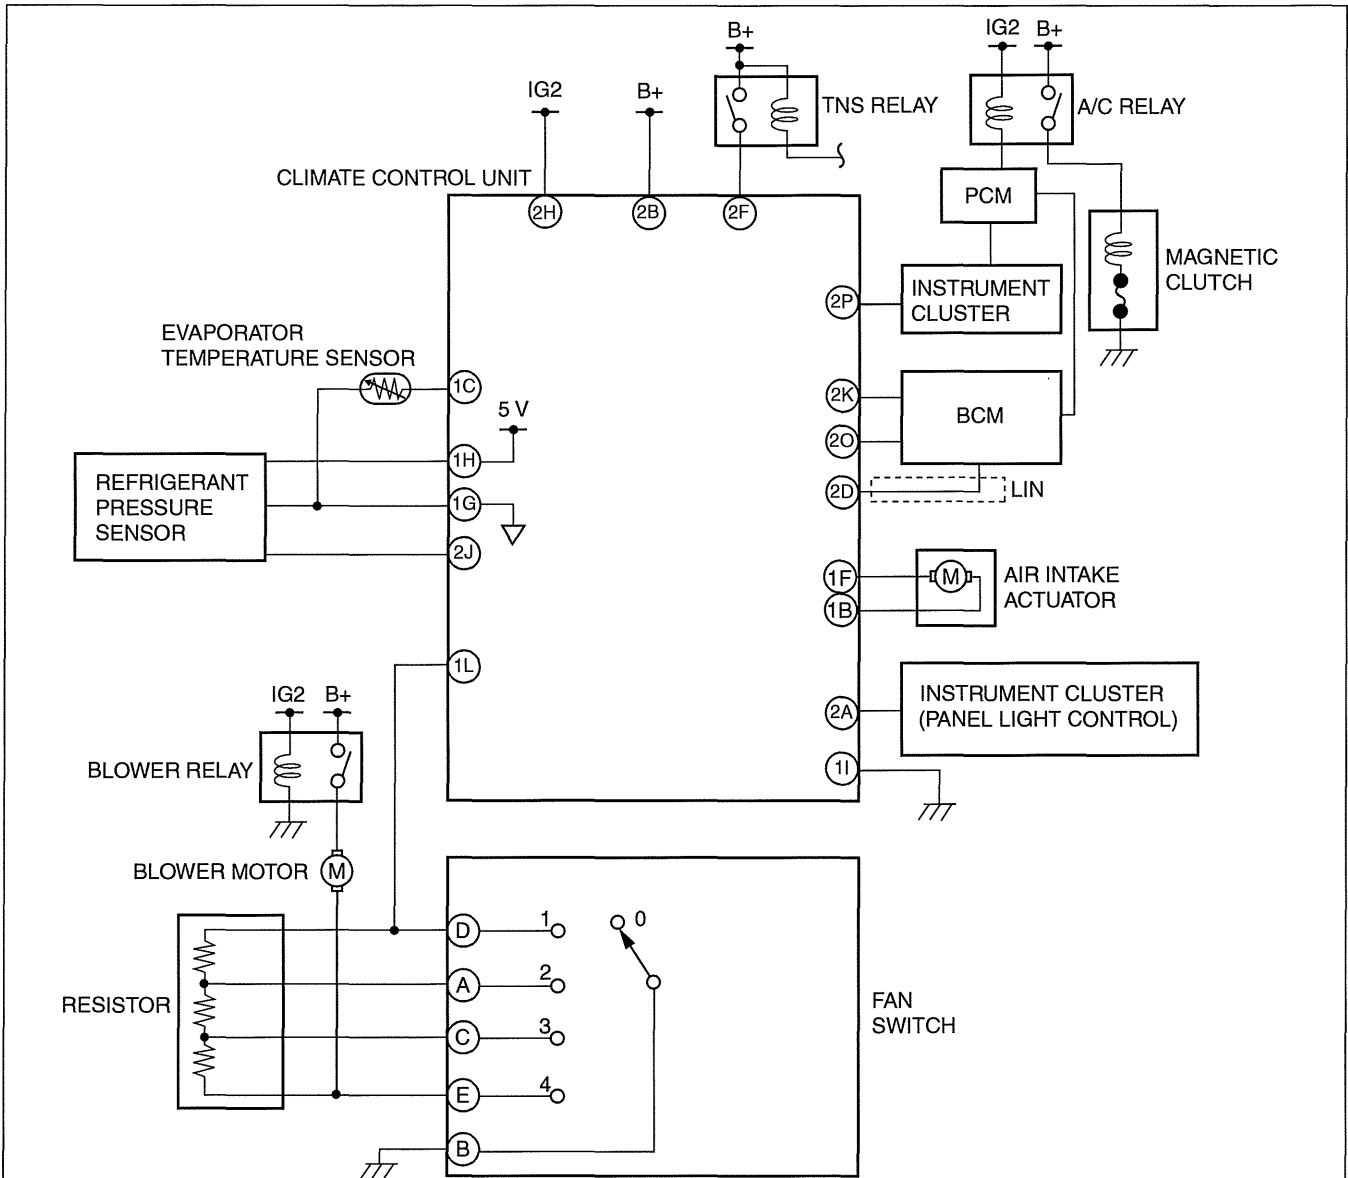 B+
IG2 B+
IG2
B+
TNS RELAY
A/C RELAY
CLIMATE CONTROL UNIT
PCM
2H
2B
2F
MAGNETIC
CLUTCH
INSTRUMENT
CLUSTER
2P
EVAPORATOR
TEMPERATURE SENSOR
1C
2K
BCM
5 V
2O
1H
REFRIGERANT
PRESSURE
SENSOR
1G
2D
LIN
2J
1F
M
AIR INTAKE
ACTUATOR
1B
1L
IG2 B+
INSTRUMENT CLUSTER
(PANEL LIGHT CONTROL)
2A
BLOWER RELAY
1I
BLOWER MOTOR
M
D
1
0
A
2
RESISTOR
FAN
SWITCH
C
3
E
4
B